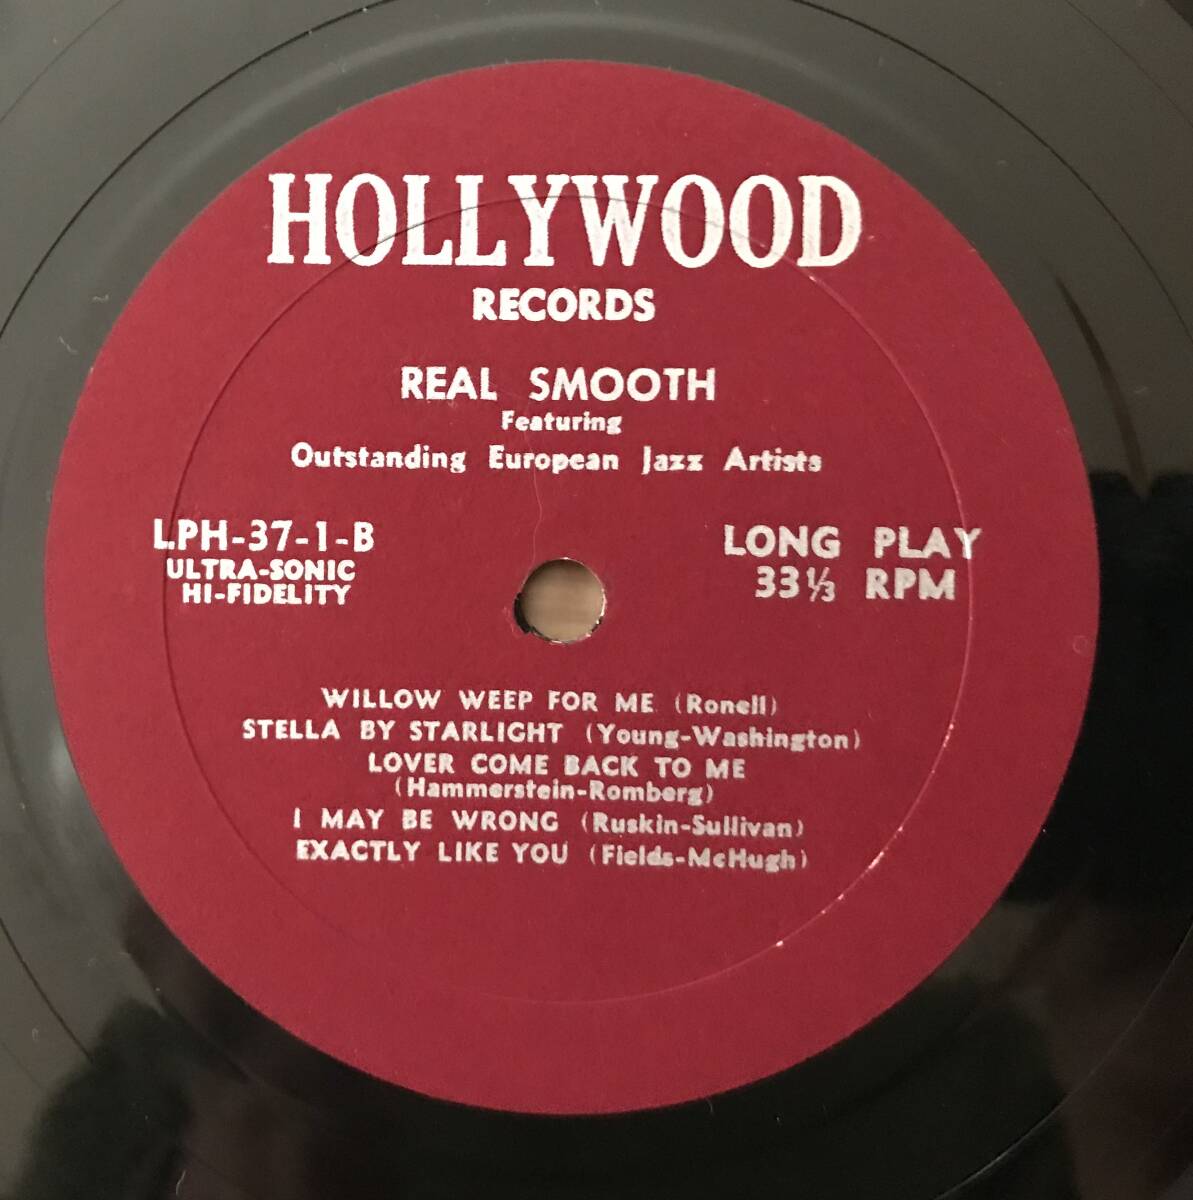 HOLLYWOOD
RECORDS
REAL SMOOTH
Featuring
Outstanding European Jazz Artists
LPH-37-1-B
ULTRA-SONIC
HI-FIDELITY
LONG PLAY
33⅓ RPM
WILLOW WEEP FOR ME (Ronell)
STELLA BY STARLIGHT (Young-Washington)
LOVER COME BACK TO ME
(Hammerstein-Romberg)
I MAY BE WRONG (Ruskin-Sullivan)
EXACTLY LIKE YOU (Fields-McHugh)